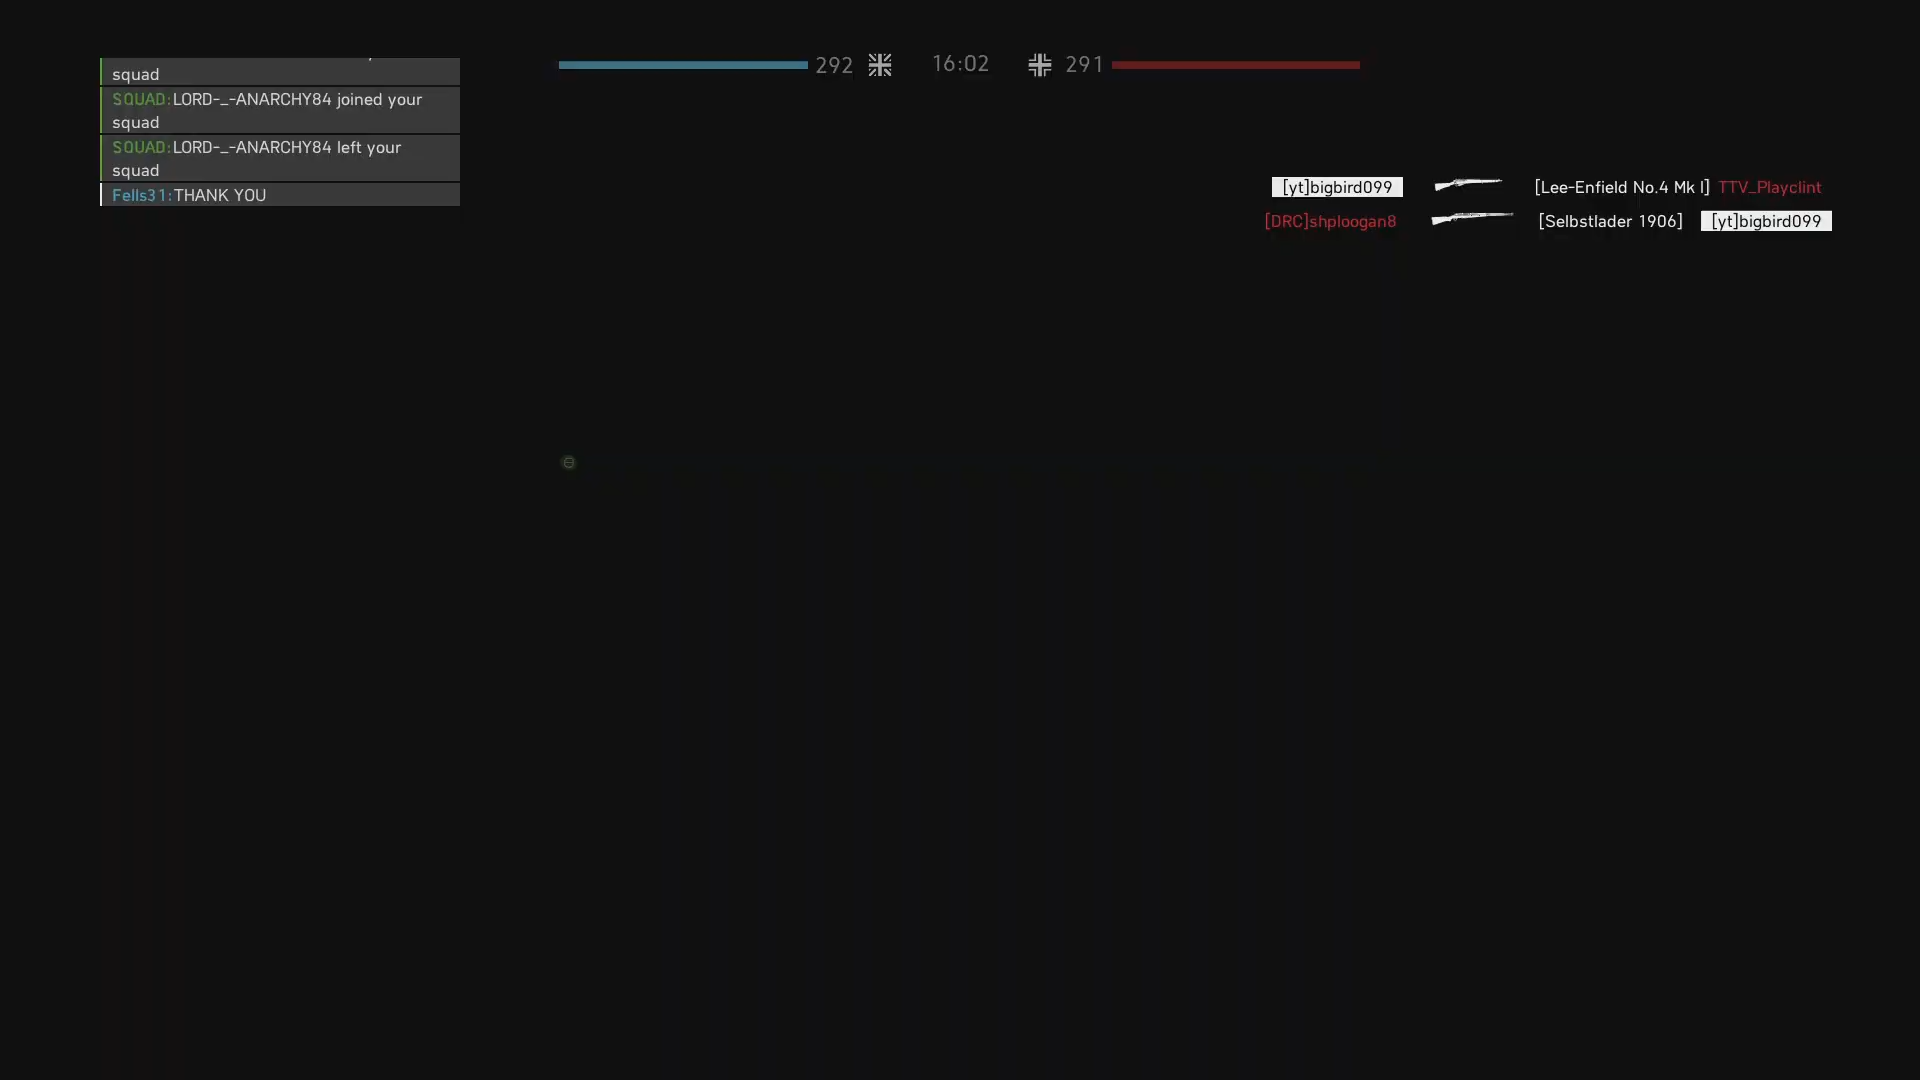 squad
SQUAD:LORD-_-ANARCHY84 joined your
squad
SQUAD:LORD-_-ANARCHY84 left your
squad
Fells31:THANK YOU
292 16:02 291
[yt]bigbird099 [Lee-Enfield No.4 Mk I] TTV_Playclint
[DRC]shploogan8 [Selbstlader 1906] [yt]bigbird099